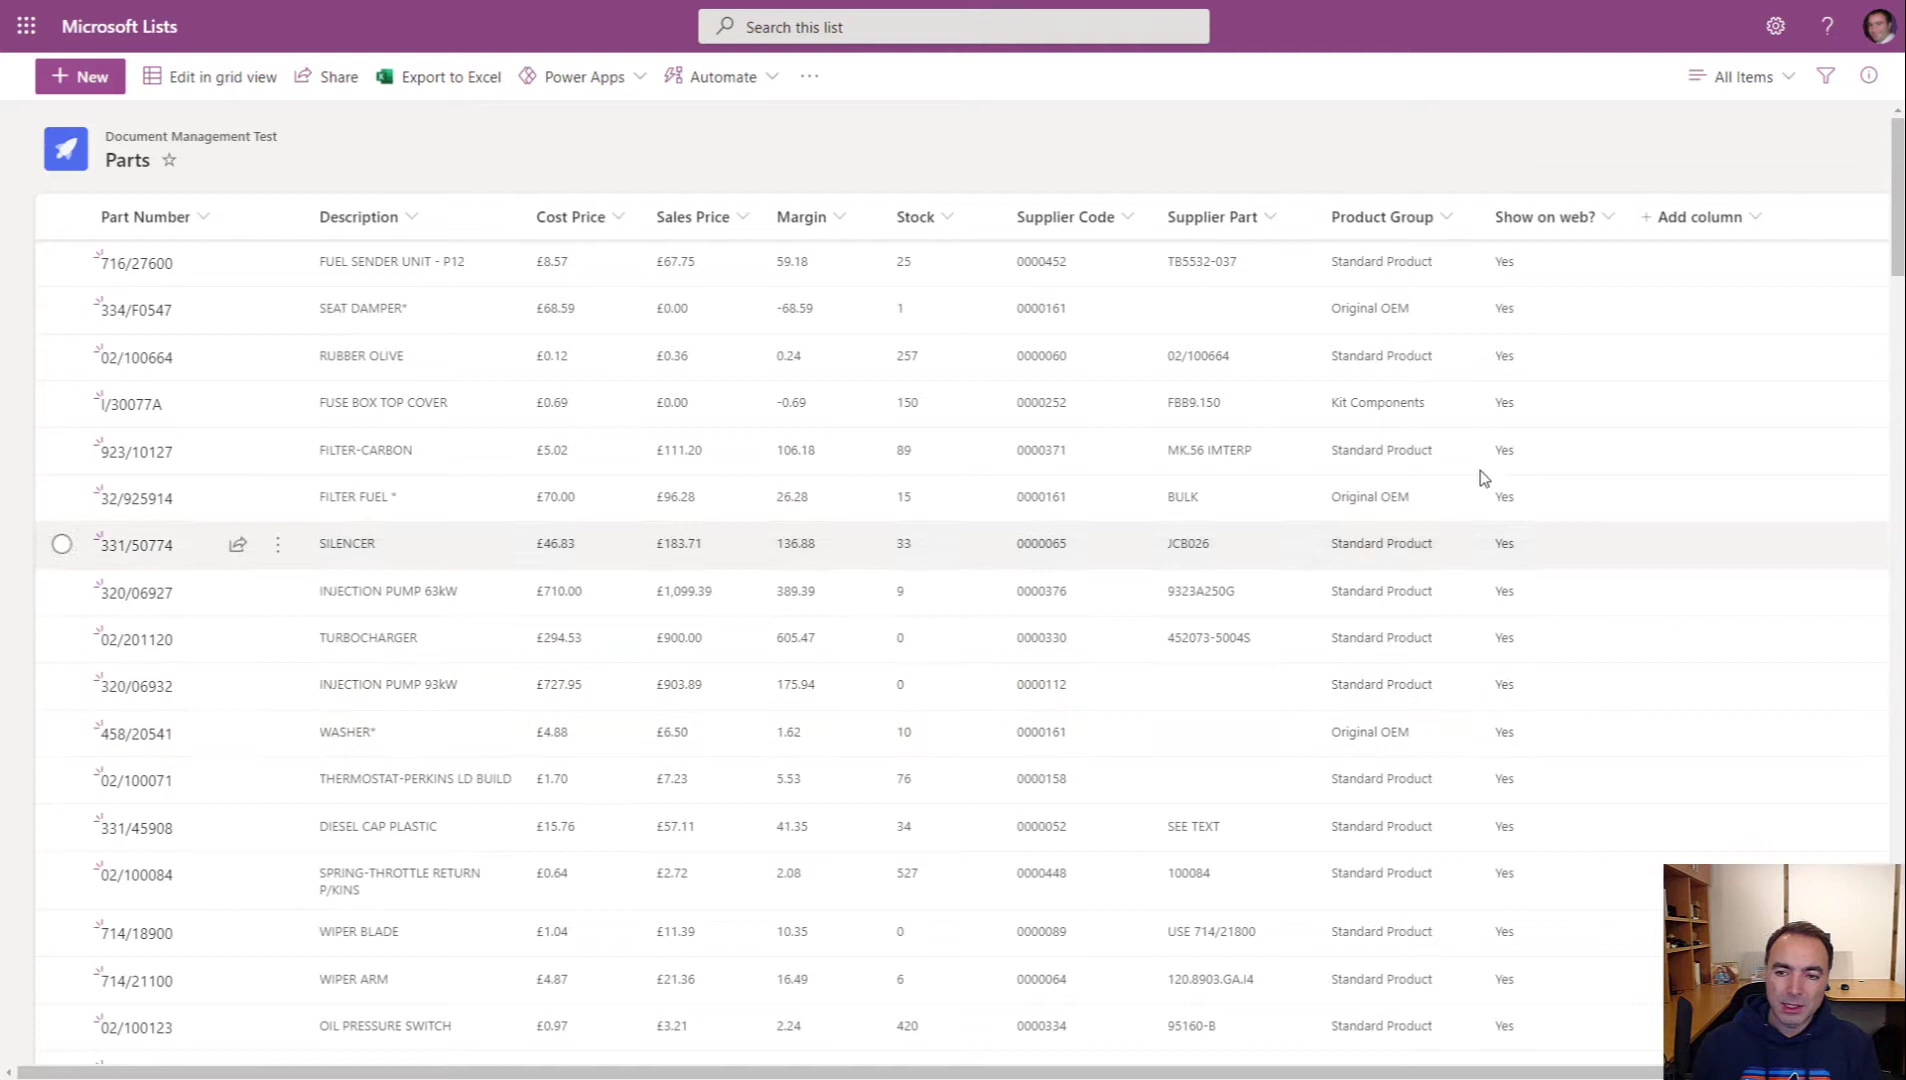 Microsoft Lists
Search this list
?
+ New
Edit in grid view
Share
Export to Excel
Power Apps
Automate
...
All Items
Document Management Test
Parts
Part Number Description Cost Price Sales Price Margin Stock Supplier Code Supplier Part Product Group Show on web? + Add column
716/27600 FUEL SENDER UNIT - P12 £8.57 £67.75 59.18 25 0000452 TB5532-037 Standard Product Yes
334/F0547 SEAT DAMPER* £68.59 £0.00 -68.59 1 0000161 Original OEM Yes
02/100664 RUBBER OLIVE £0.12 £0.36 0.24 257 0000060 02/100664 Standard Product Yes
I/30077A FUSE BOX TOP COVER £0.69 £0.00 -0.69 150 0000252 FBB9.150 Kit Components Yes
923/10127 FILTER-CARBON £5.02 £111.20 106.18 89 0000371 MK.56 IMTERP Standard Product Yes
32/925914 FILTER FUEL * £70.00 £96.28 26.28 15 0000161 BULK Original OEM Yes
331/50774 SILENCER £46.83 £183.71 136.88 33 0000065 JCB026 Standard Product Yes
320/06927 INJECTION PUMP 63kW £710.00 £1,099.39 389.39 9 0000376 9323A250G Standard Product Yes
02/201120 TURBOCHARGER £294.53 £900.00 605.47 0 0000330 452073-5004S Standard Product Yes
320/06932 INJECTION PUMP 93kW £727.95 £903.89 175.94 0 0000112 Standard Product Yes
458/20541 WASHER* £4.88 £6.50 1.62 10 0000161 Original OEM Yes
02/100071 THERMOSTAT-PERKINS LD BUILD £1.70 £7.23 5.53 76 0000158 Standard Product Yes
331/45908 DIESEL CAP PLASTIC £15.76 £57.11 41.35 34 0000052 SEE TEXT Standard Product Yes
02/100084 SPRING-THROTTLE RETURN £0.64 £2.72 2.08 527 0000448 100084 Standard Product Yes
P/KINS
714/18900 WIPER BLADE £1.04 £11.39 10.35 0 0000089 USE 714/21800 Standard Product Yes
714/21100 WIPER ARM £4.87 £21.36 16.49 6 0000064 120.8903.GA.I4 Standard Product Yes
02/100123 OIL PRESSURE SWITCH £0.97 £3.21 2.24 420 0000334 95160-B Standard Product Yes